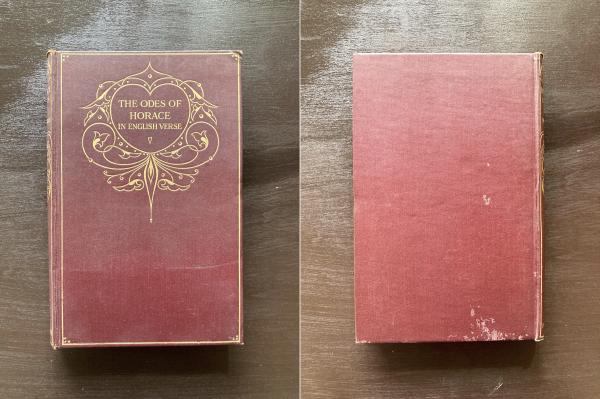 THE ODES OF
HORACE
IN ENGLISH VERSE